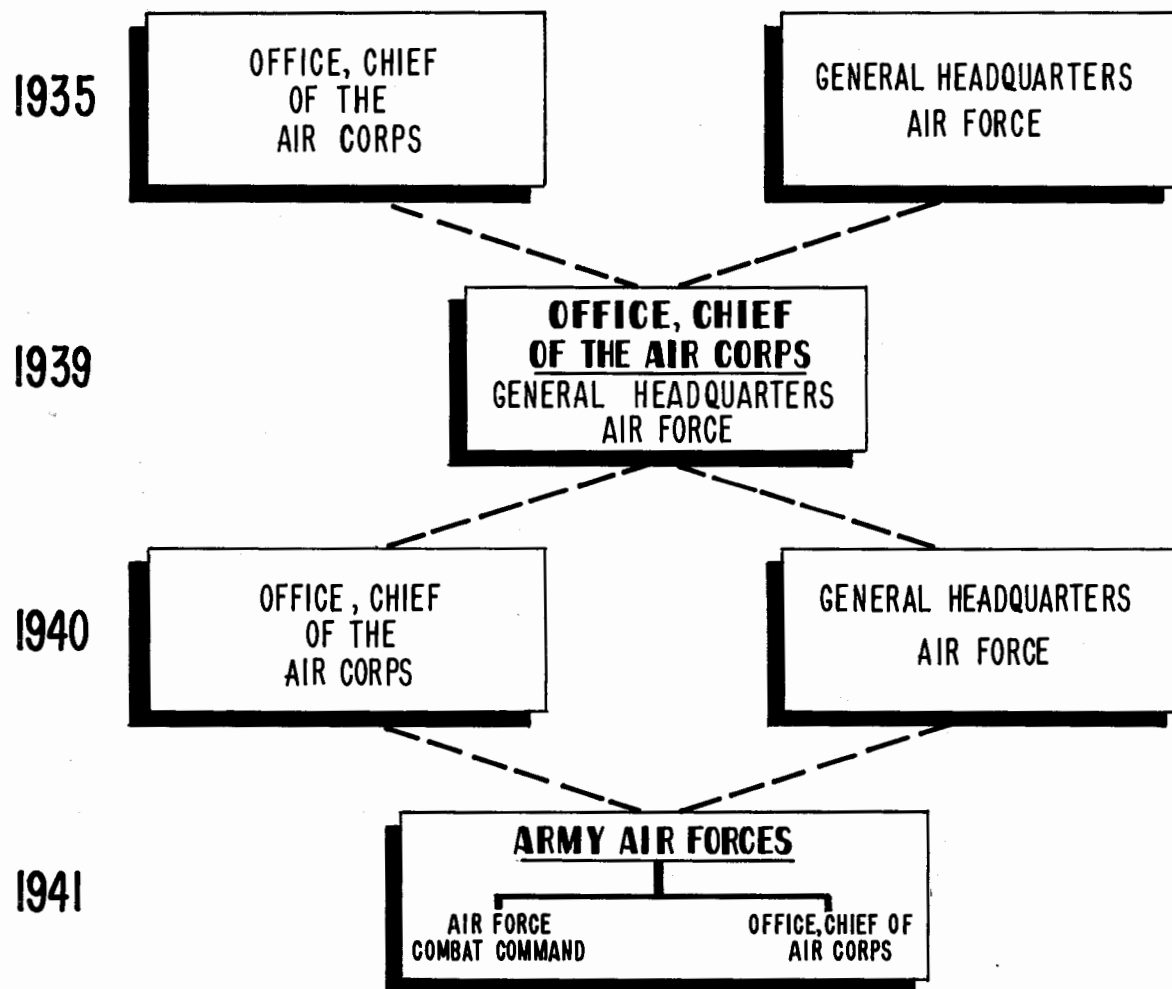 1935
OFFICE, CHIEF
OF THE
AIR CORPS
GENERAL HEADQUARTERS
AIR FORCE
1939
OFFICE, CHIEF
OF THE AIR CORPS
GENERAL HEADQUARTERS
AIR FORCE
1940
OFFICE, CHIEF
OF THE
AIR CORPS
GENERAL HEADQUARTERS
AIR FORCE
1941
ARMY AIR FORCES
AIR FORCE
COMBAT COMMAND
OFFICE, CHIEF OF
AIR CORPS